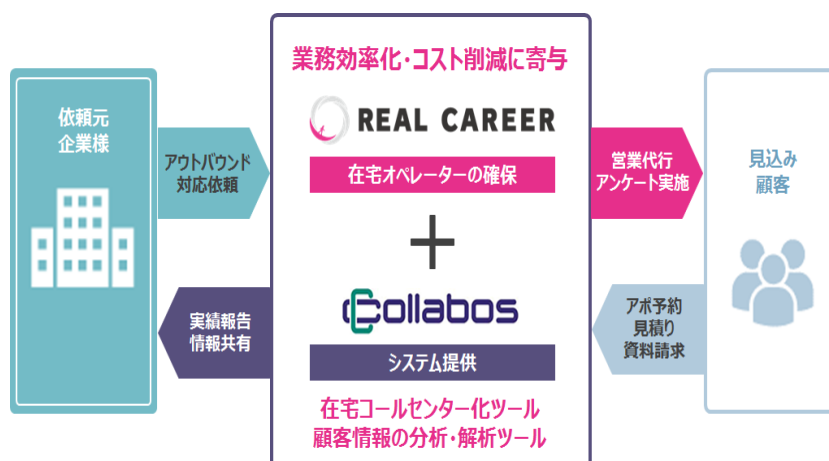 依頼元
企業様
アウトバウンド
対応依頼
実績報告
情報共有
業務効率化・コスト削減に寄与
REAL CAREER
在宅オペレーターの確保
+
Collabos
システム提供
在宅コールセンター化ツール
顧客情報の分析・解析ツール
営業代行
アンケート実施
アポ予約
見積り
資料請求
見込み
顧客